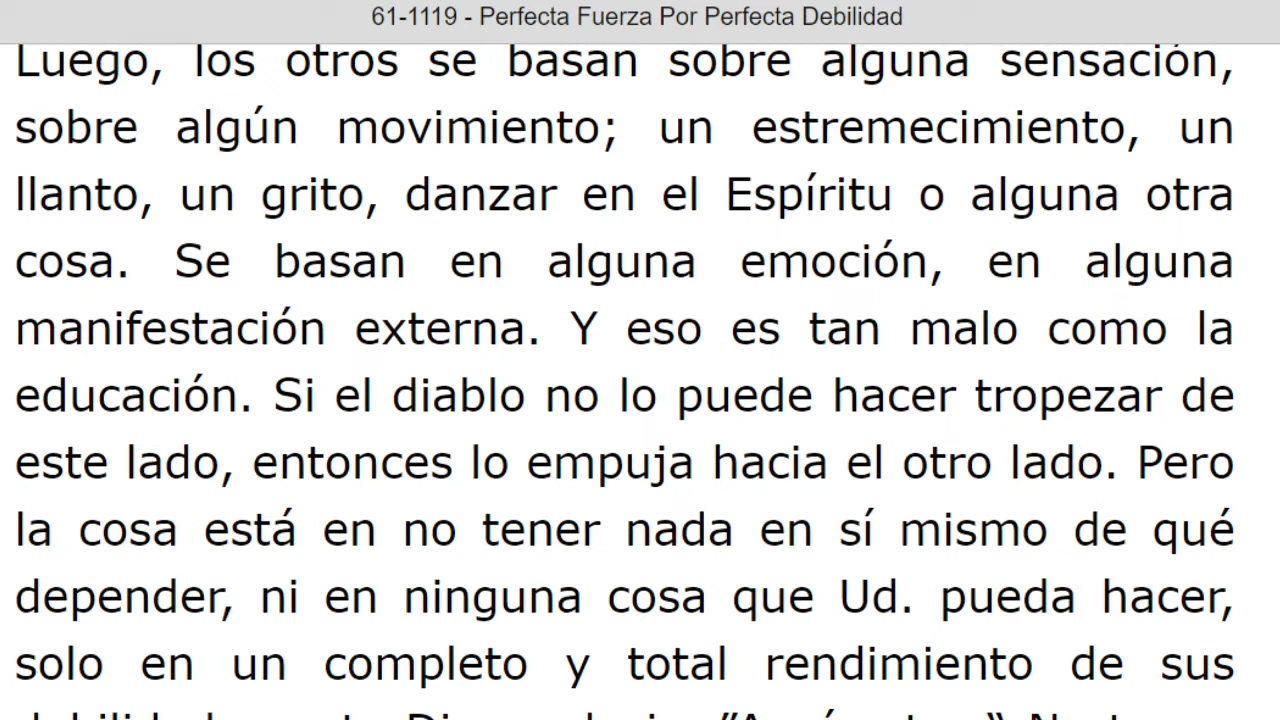 61-1119 - Perfecta Fuerza Por Perfecta Debilidad
Luego, los otros se basan sobre alguna sensación,
sobre algún movimiento; un estremecimiento, un
llanto, un grito, danzar en el Espíritu o alguna otra
cosa. Se basan en alguna emoción, en alguna
manifestación externa. Y eso es tan malo como la
educación. Si el diablo no lo puede hacer tropezar de
este lado, entonces lo empuja hacia el otro lado. Pero
la cosa está en no tener nada en sí mismo de qué
depender, ni en ninguna cosa que Ud. pueda hacer,
solo en un completo y total rendimiento de sus